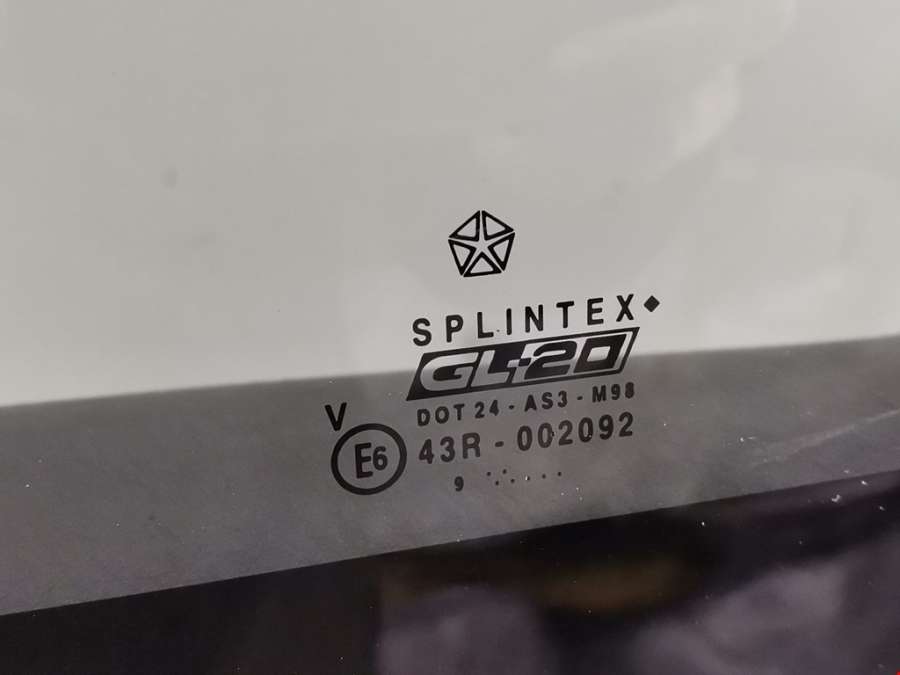 SPLINTEX
GL-20
DOT 24 - AS3 - M98
V
E6 43R - 002092
9